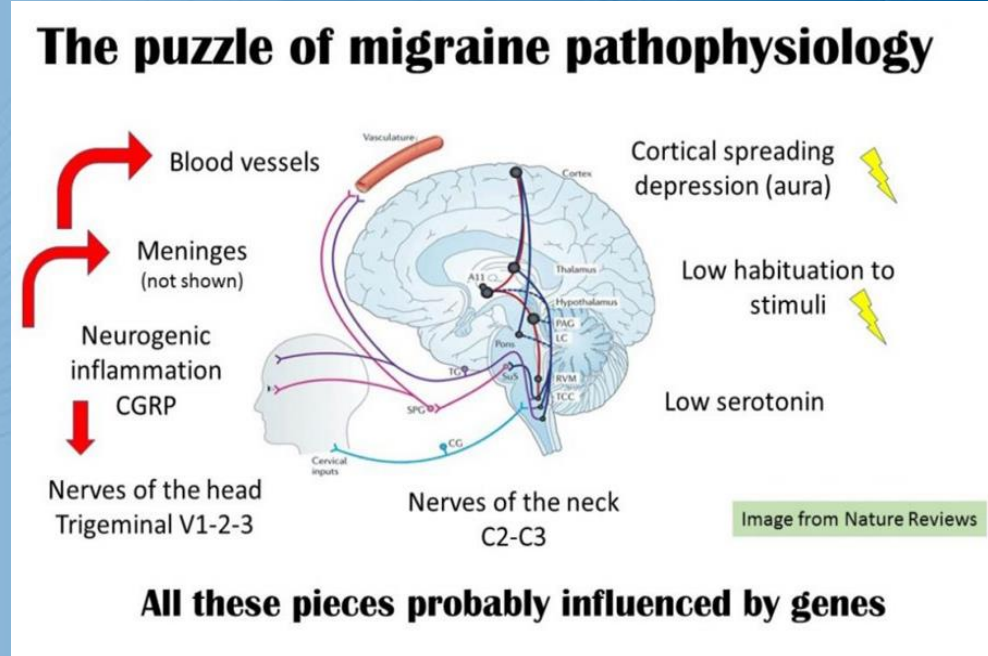 The puzzle of migraine pathophysiology
Vasculature
Blood vessels
Cortical spreading
depression (aura)
Cortex
Meninges
(not shown)
Low habituation to
stimuli
A11
Thalamus
Hypothalamus
PAG
LC
Pons
Neurogenic
inflammation
CGRP
TG
SuS
RVM
TCC
Low serotonin
SPG
CG
Cervical
inputs
Nerves of the head
Trigeminal V1-2-3
Nerves of the neck
C2-C3
Image from Nature Reviews
All these pieces probably influenced by genes